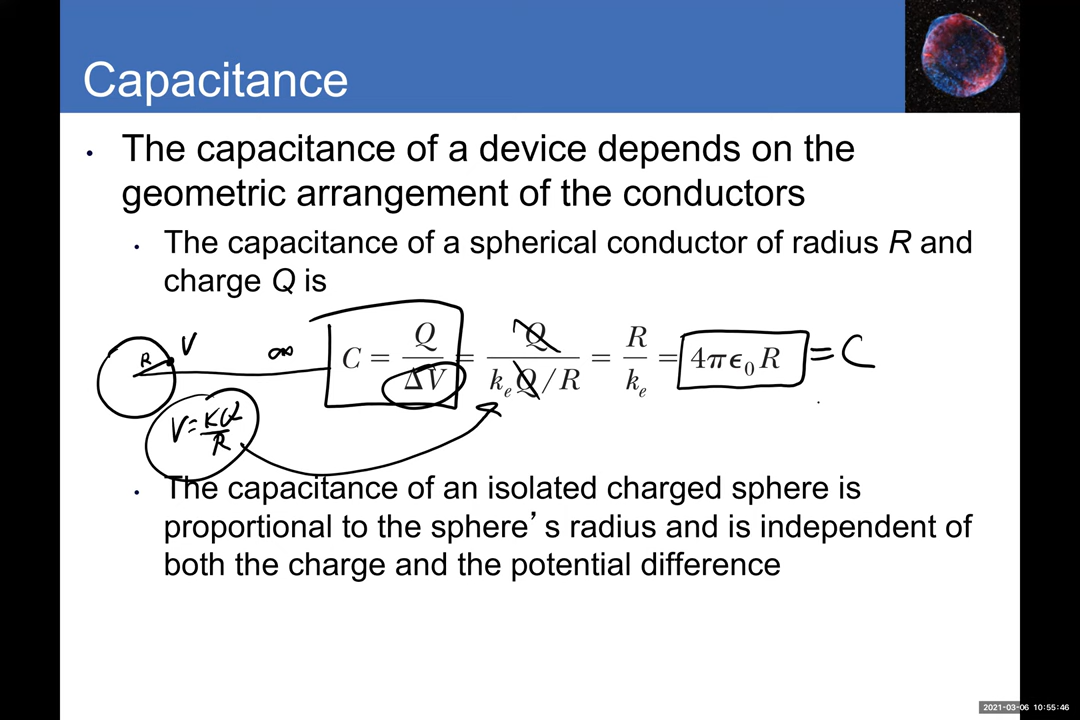 Capacitance
• The capacitance of a device depends on the
geometric arrangement of the conductors
• The capacitance of a spherical conductor of radius R and
charge Q is
R V ∞ C = Q/ΔV = Q/(kₑQ/R) = R/kₑ = 4πϵ₀R = C
V = KQ/R
• The capacitance of an isolated charged sphere is
proportional to the sphere’s radius and is independent of
both the charge and the potential difference
2021-03-06 10:55:46